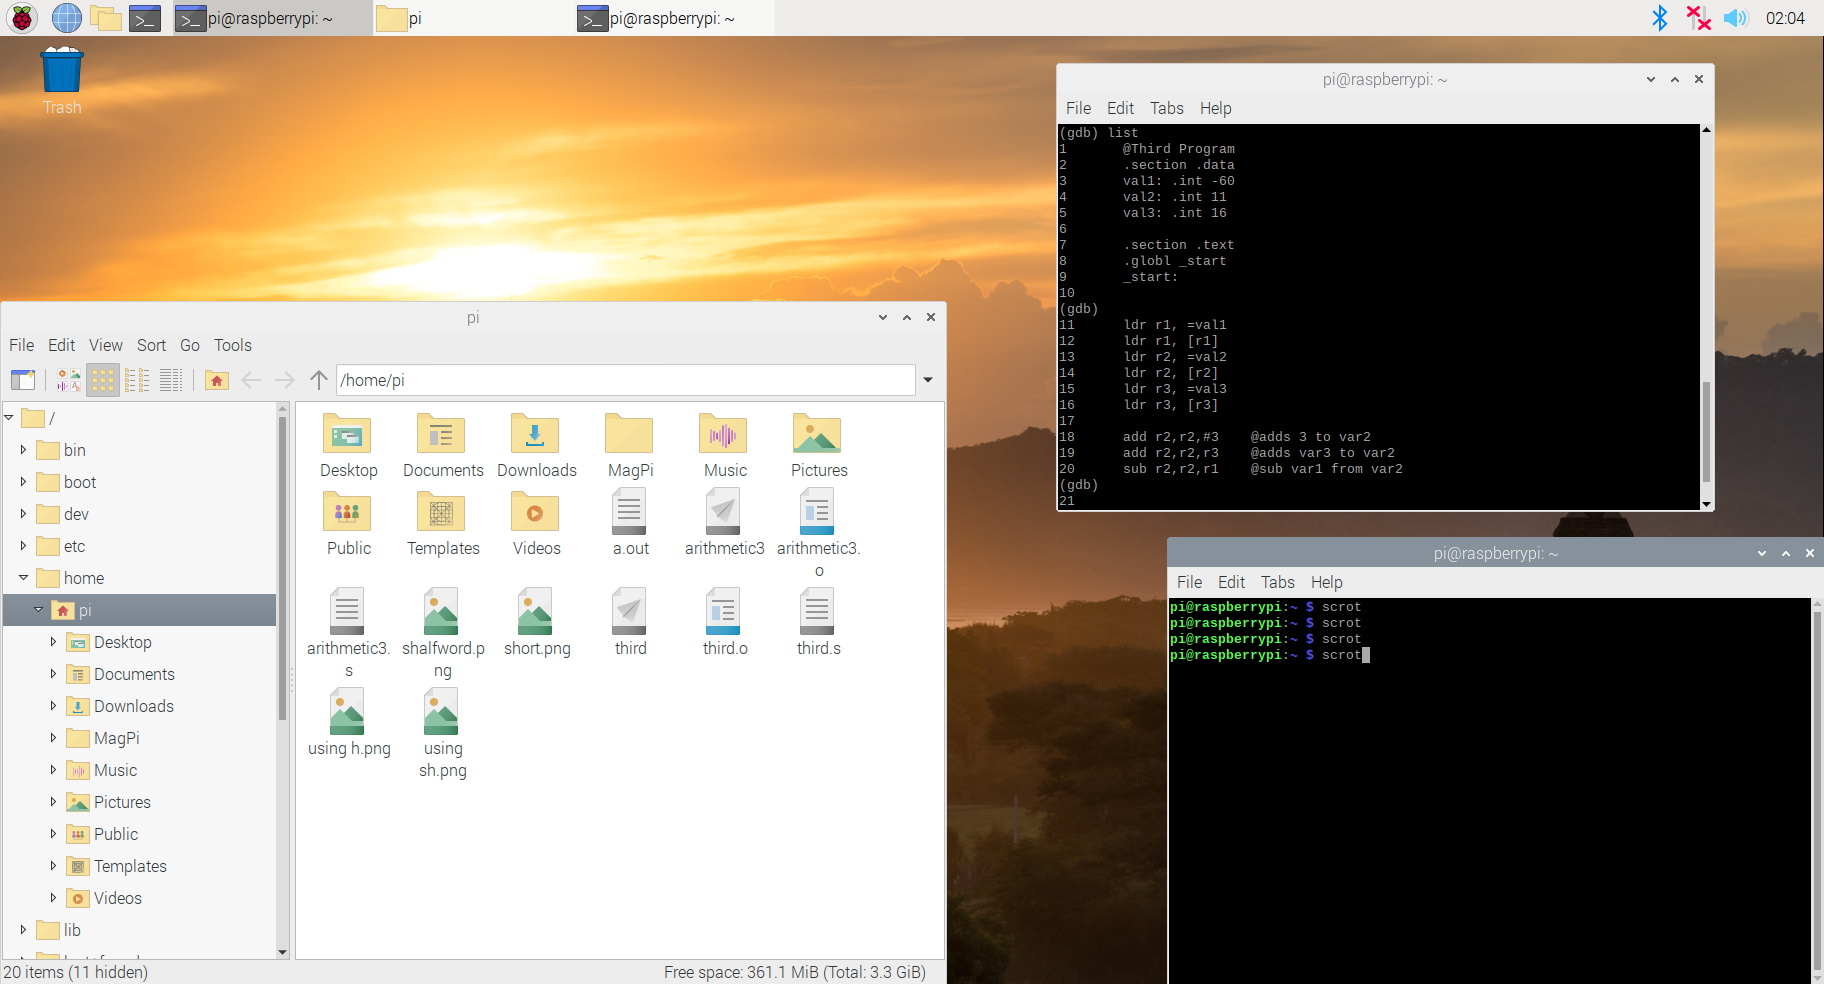 pi@raspberrypi: ~
pi
pi@raspberrypi: ~
02:04
Trash
pi@raspberrypi: ~
File Edit Tabs Help
(gdb) list
1 @Third Program
2 .section .data
3 val1: .int -60
4 val2: .int 11
5 val3: .int 16
6
7 .section .text
8 .globl _start
9 _start:
10
(gdb)
11 ldr r1, =val1
12 ldr r1, [r1]
13 ldr r2, =val2
14 ldr r2, [r2]
15 ldr r3, =val3
16 ldr r3, [r3]
17
18 add r2,r2,#3 @adds 3 to var2
19 add r2,r2,r3 @adds var3 to var2
20 sub r2,r2,r1 @sub var1 from var2
(gdb)
21
pi
File Edit View Sort Go Tools
/home/pi
/
bin
boot
dev
etc
home
pi
Desktop
Documents
Downloads
MagPi
Music
Pictures
Public
Templates
Videos
lib
Desktop Documents Downloads MagPi Music Pictures
Public Templates Videos a.out arithmetic3 arithmetic3.
o
arithmetic3. shalfword.p short.png third third.o third.s
s ng
using h.png using
sh.png
20 items (11 hidden) Free space: 361.1 MiB (Total: 3.3 GiB)
pi@raspberrypi: ~
File Edit Tabs Help
pi@raspberrypi:~ $ scrot
pi@raspberrypi:~ $ scrot
pi@raspberrypi:~ $ scrot
pi@raspberrypi:~ $ scrot